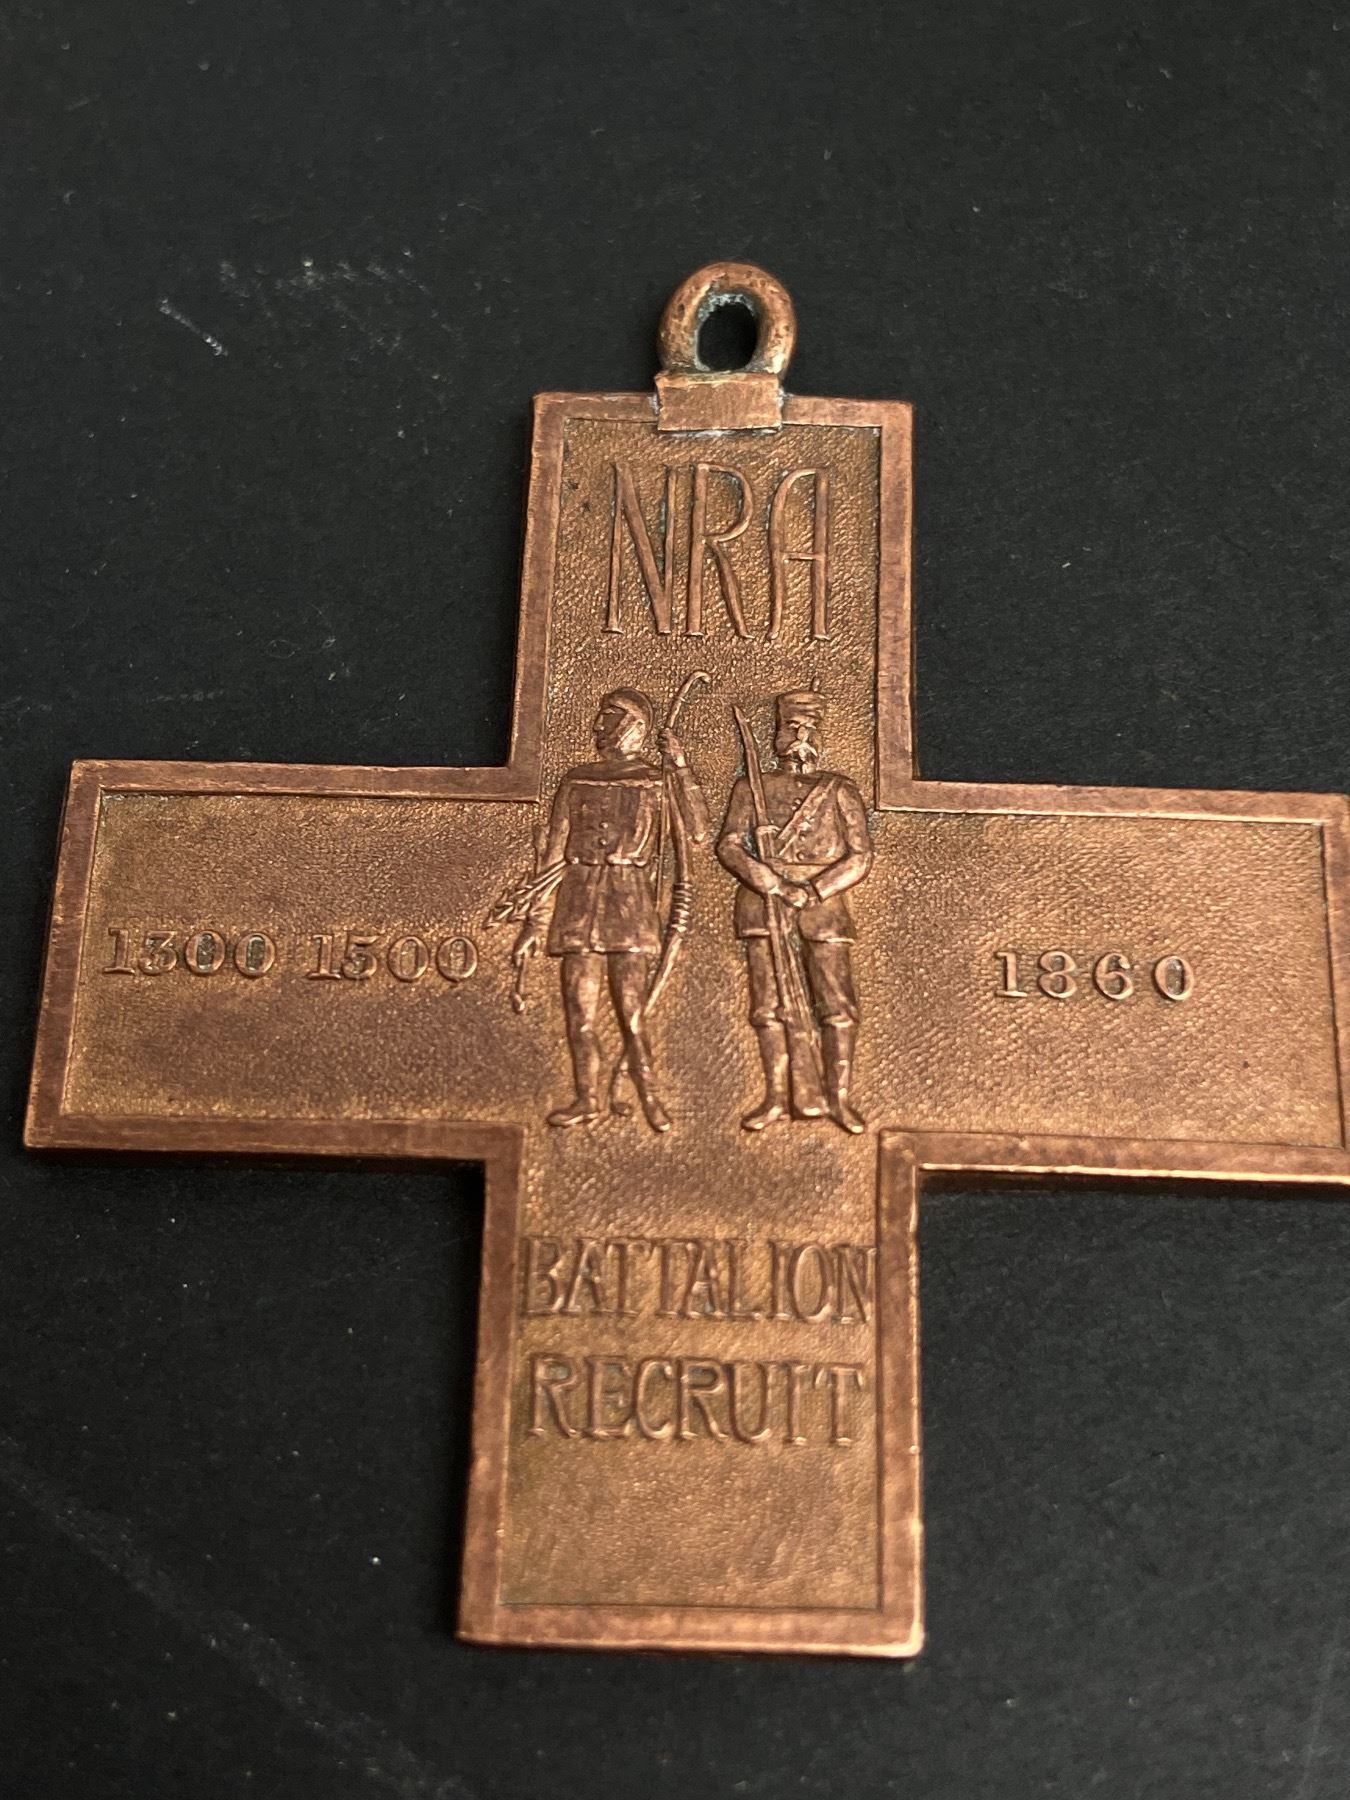 NRA
1300 1500 1860
BATTALION
RECRUIT